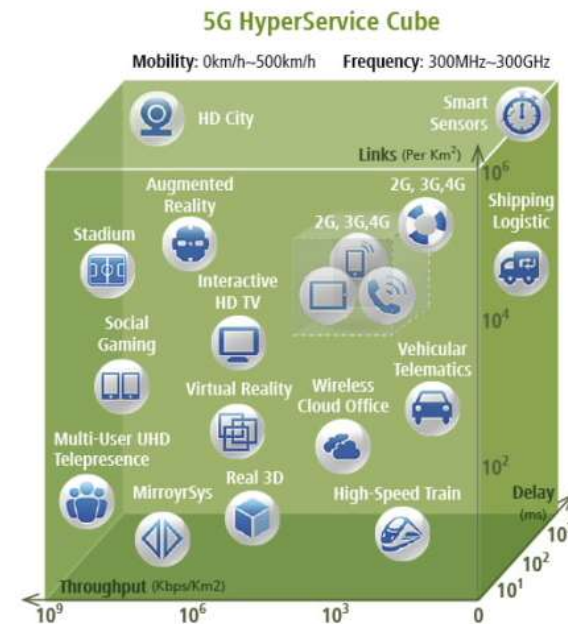 5G HyperService Cube
Mobility: 0km/h~500km/h Frequency: 300MHz~300GHz
HD City
Smart
Sensors
Links (Per Km²)
10⁶
Augmented
Reality
2G, 3G,4G
Shipping
Logistic
Stadium
2G, 3G,4G
Interactive
HD TV
10⁴
Social
Gaming
Vehicular
Telematics
Virtual Reality
Wireless
Cloud Office
Multi-User UHD
Telepresence
10²
MirroyrSys
Real 3D
High-Speed Train
Delay
(ms)
10²
10¹
Throughput (Kbps/Km2)
10⁹
10⁶
10³
0